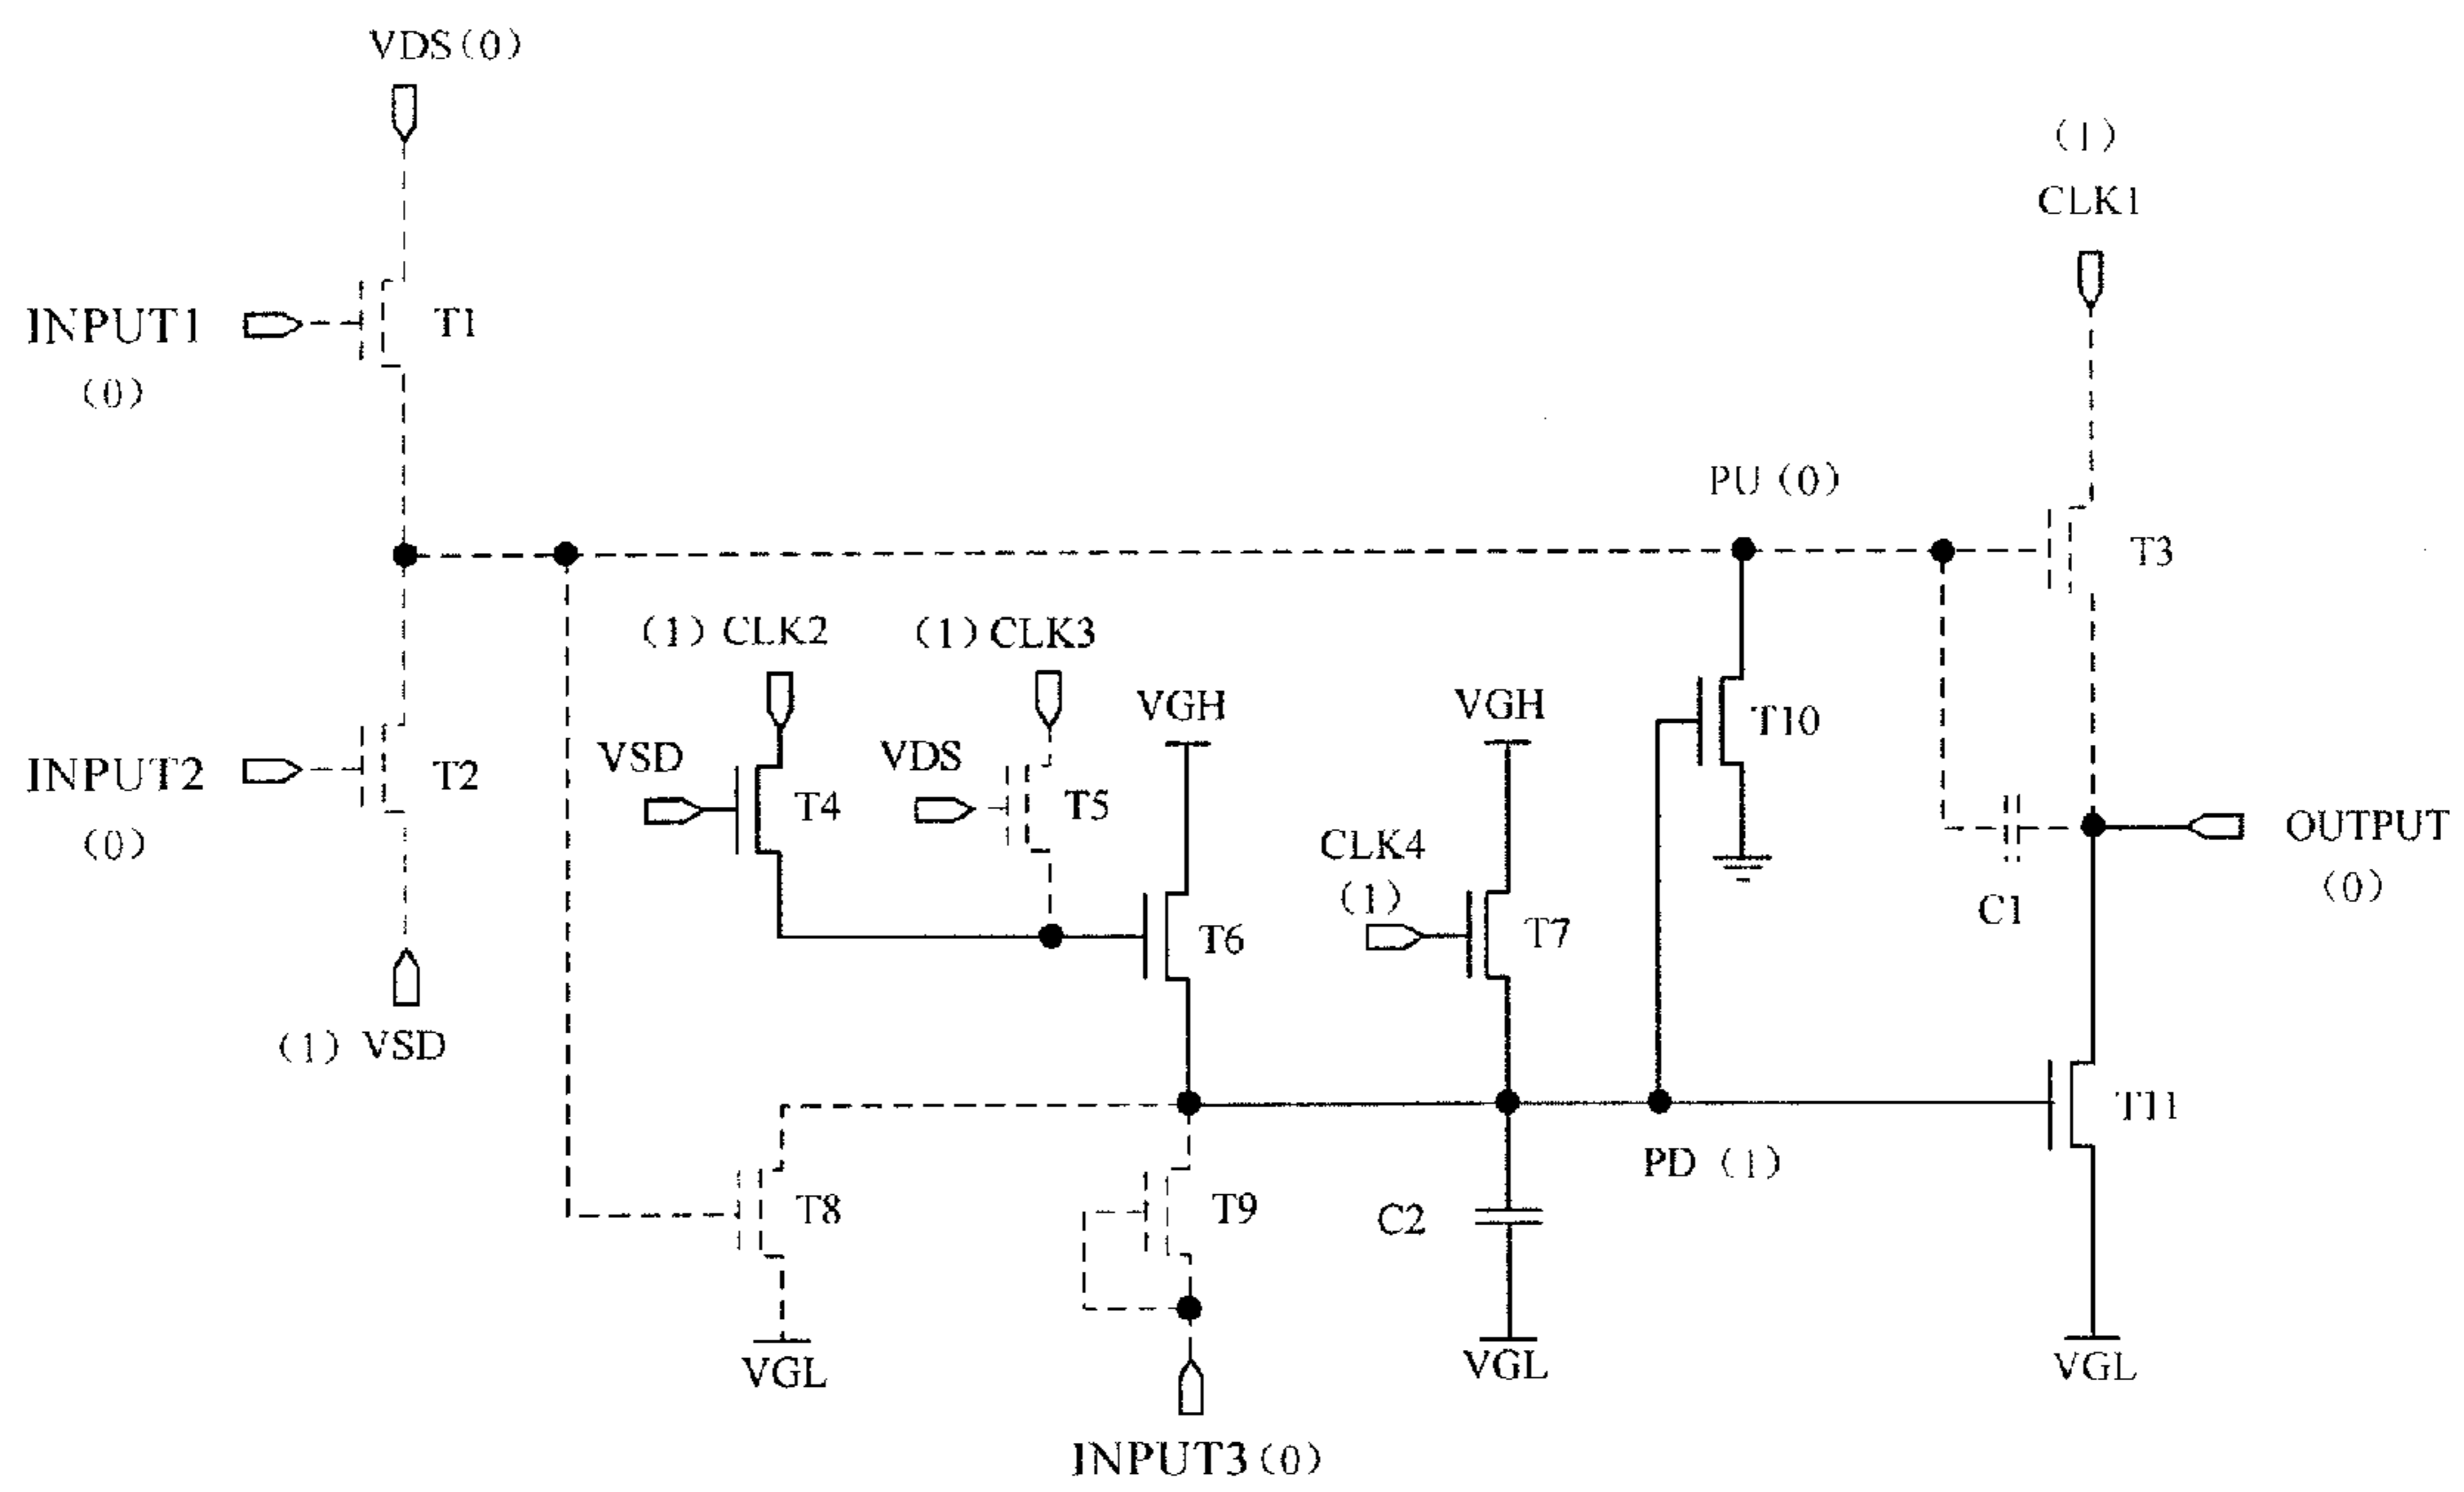 VDS(0)
(1)
CLK1
INPUT1
(0)
T1
PU(0)
T3
(1) CLK2
(1) CLK3
VGH
VGH
T10
INPUT2
(0)
T2
VSD
T4
VDS
T5
CLK4
(1)
T6
T7
C1
OUTPUT
(0)
(1) VSD
PD (1)
T11
T8
T9
C2
VGL
VGL
VGL
INPUT3(0)